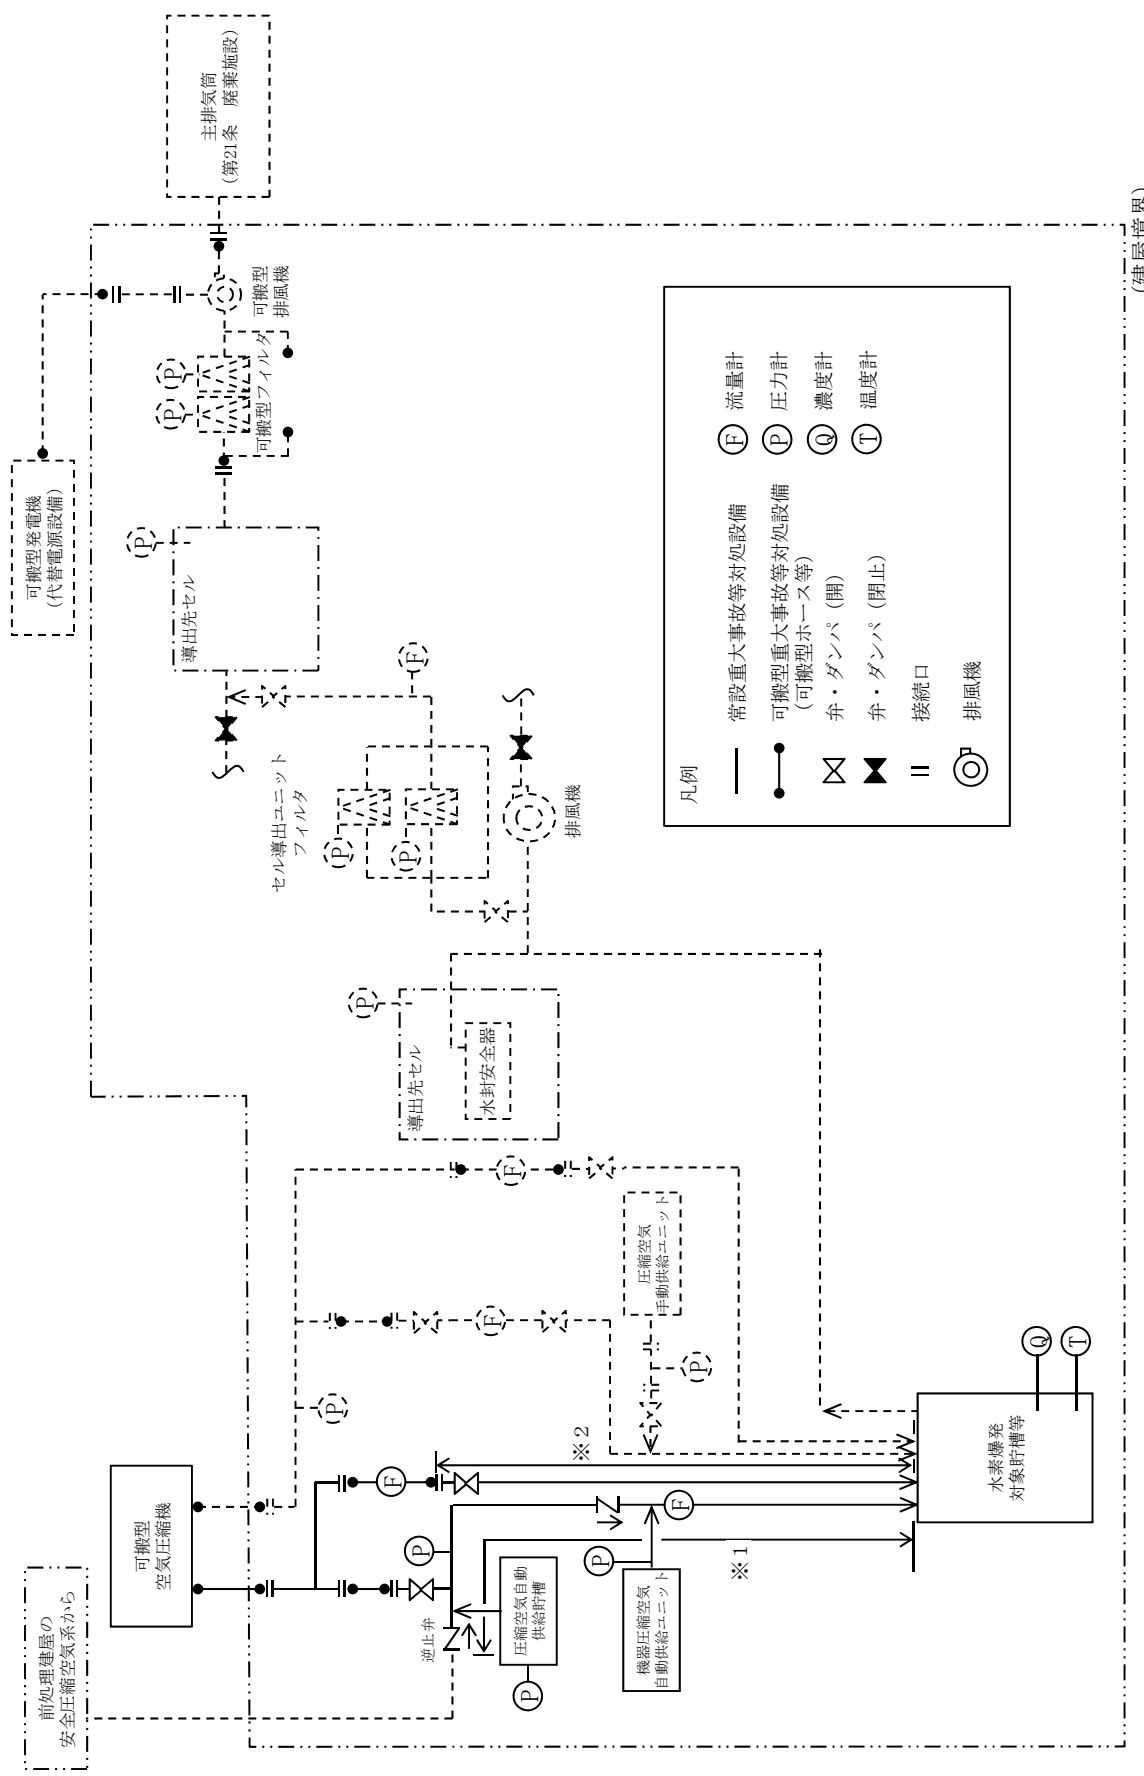 主排気筒
(第21条 廃棄施設)
可搬型発電機
(代替電源設備)
可搬型
排風機
可搬型フィルタ
P
P
P
導出先セル
F
セル導出ユニット
フィルタ
P
P
排風機
P
導出先セル
水封安全器
F
F
P
圧縮空気
手動供給ユニット
P
可搬型
空気圧縮機
前処理建屋の
安全圧縮空気系から
F
P
逆止弁
圧縮空気自動
供給貯槽
P
P
機器圧縮空気
自動供給ユニット
F
※1
※2
水素爆発
対象貯槽等
Q
T
凡例
常設重大事故等対処設備
可搬型重大事故等対処設備
(可搬型ホース等)
弁・ダンパ(開)
弁・ダンパ(閉止)
接続口
排風機
F 流量計
P 圧力計
Q 濃度計
T 温度計
(建屋境界)